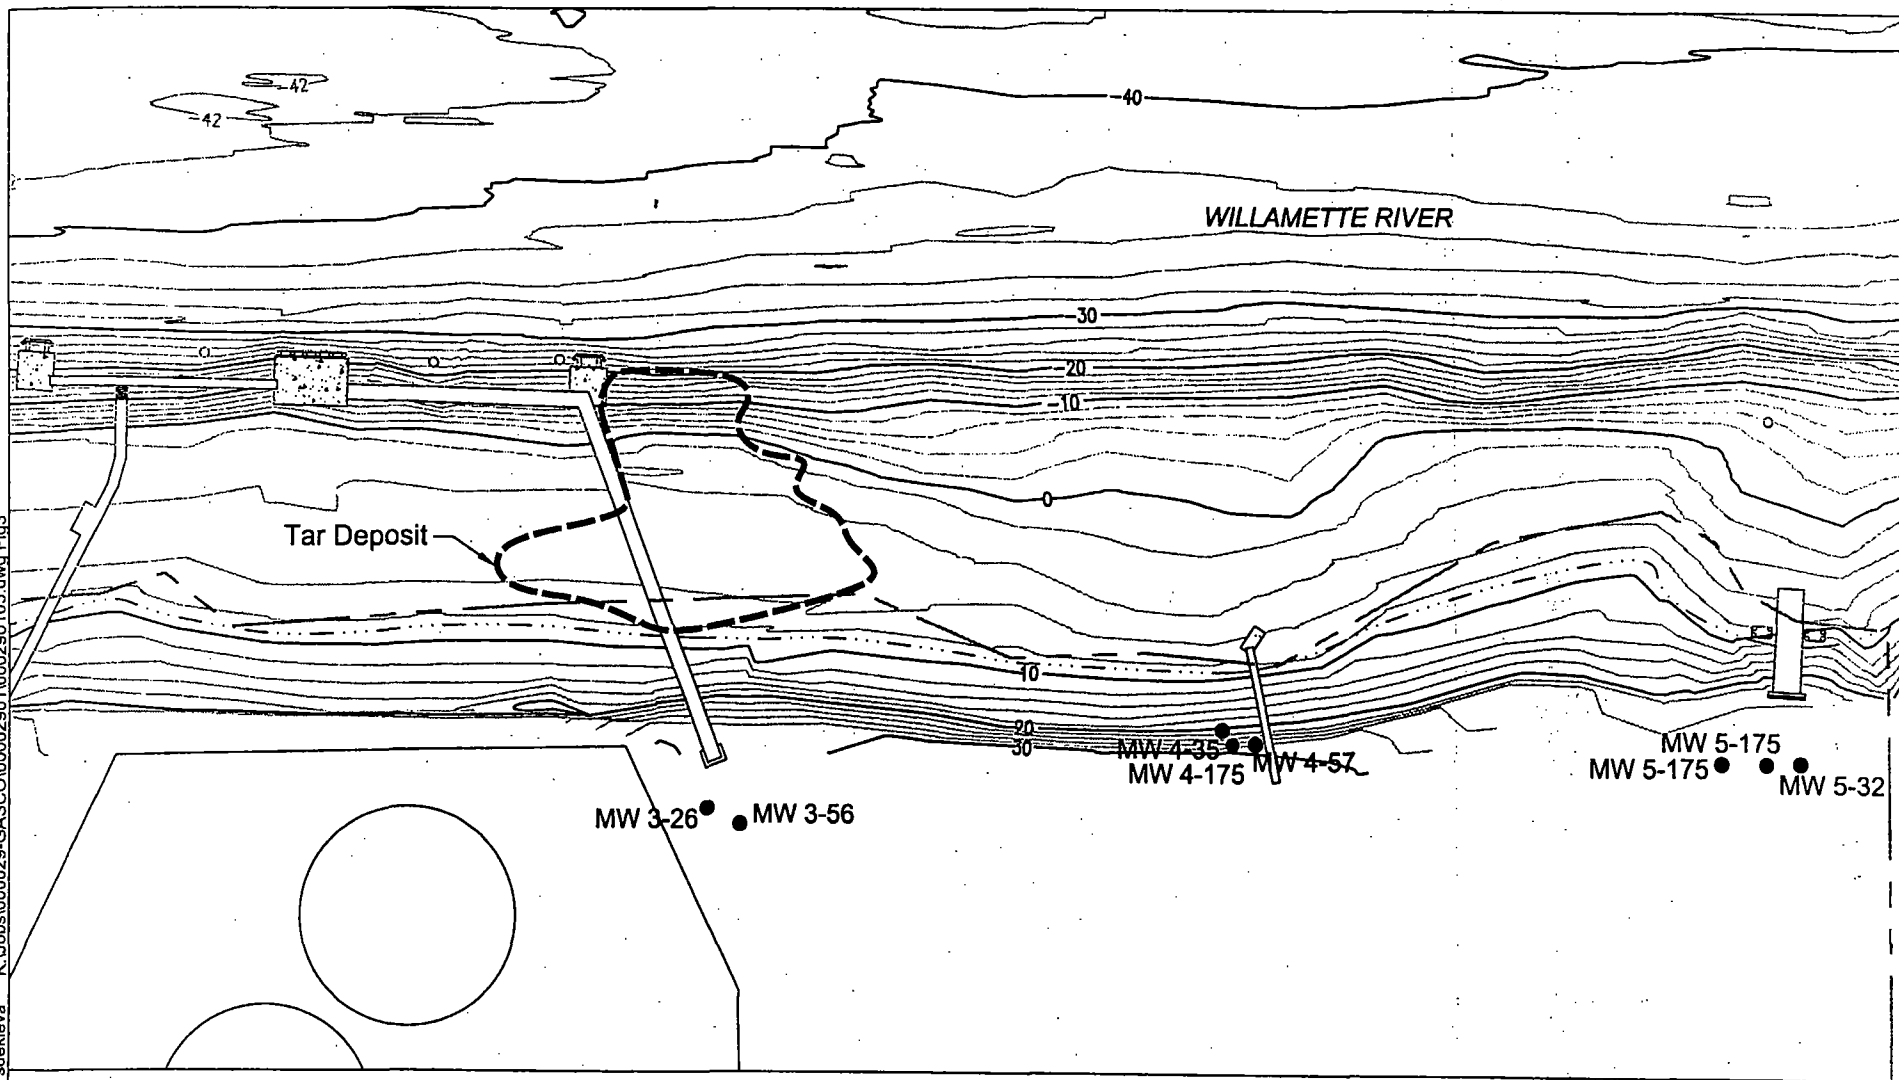 -42
-42
-40
WILLAMETTE RIVER
-30
-20
-10
0
Tar Deposit
10
20
30
MW 4-35
MW 4-57
MW 4-175
MW 5-175
MW 5-175
MW 5-32
MW 3-26
MW 3-56